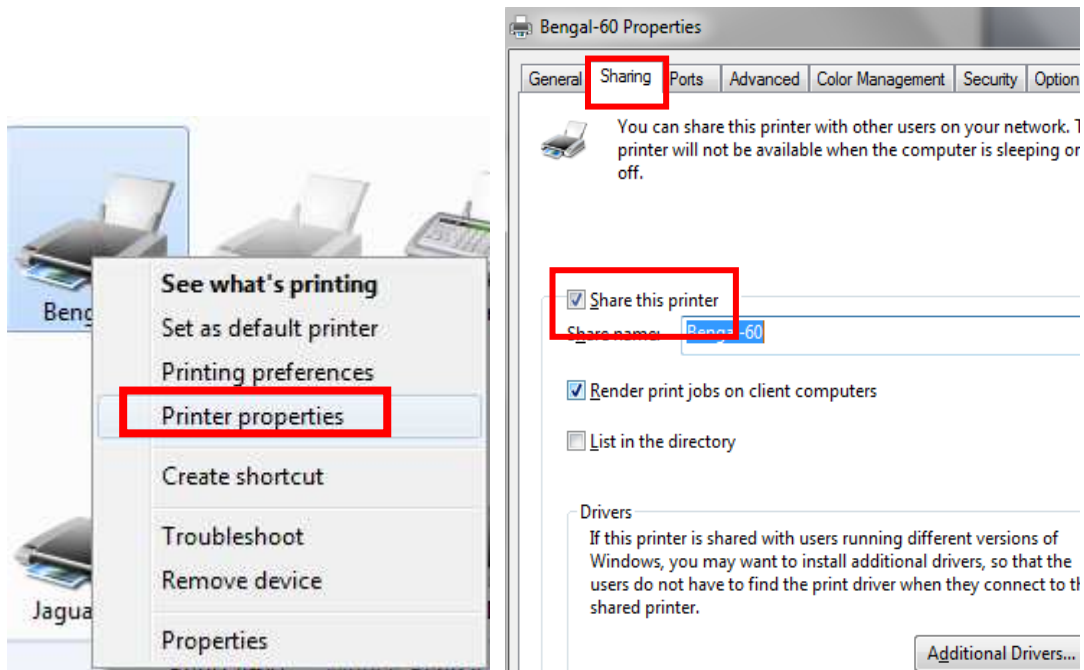 See what's printing
Set as default printer
Printing preferences
Printer properties
Create shortcut
Troubleshoot
Remove device
Properties
Beng
Jagua
Bengal-60 Properties
General Sharing Ports Advanced Color Management Security Option
You can share this printer with other users on your network. T
printer will not be available when the computer is sleeping or
off.
Share this printer
Share name: Bengal-60
Render print jobs on client computers
List in the directory
Drivers
If this printer is shared with users running different versions of
Windows, you may want to install additional drivers, so that the
users do not have to find the print driver when they connect to th
shared printer.
Additional Drivers...